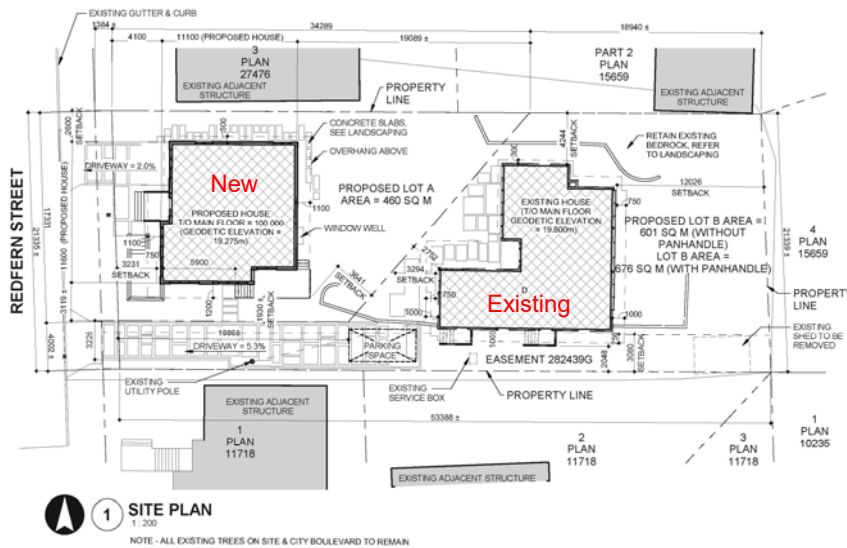 EXISTING GUTTER & CURB
1384 ±
34289
18940 ±
4100
11100 (PROPOSED HOUSE)
19089 ±
3
PLAN
27476
EXISTING ADJACENT
STRUCTURE
PART 2
PLAN
15659
EXISTING ADJACENT
STRUCTURE
PROPERTY
LINE
2600
SETBACK
500
CONCRETE SLABS,
SEE LANDSCAPING
OVERHANG ABOVE
4244
SETBACK
RETAIN EXISTING
BEDROCK, REFER
TO LANDSCAPING
DRIVEWAY = 2.0%
New
PROPOSED LOT A
AREA = 460 SQ M
300
12026
SETBACK
REDFERN STREET
21335 ±
17331
11600 (PROPOSED HOUSE)
3119 ±
4002 ±
PROPOSED HOUSE
T/O MAIN FLOOR = 100.000
(GEODETIC ELEVATION =
19.275m)
1100
WINDOW WELL
EXISTING HOUSE
(T/O MAIN FLOOR
GEODETIC ELEVATION =
19.800m)
750
PROPOSED LOT B AREA =
601 SQ M (WITHOUT
PANHANDLE)
LOT B AREA =
676 SQ M (WITH PANHANDLE)
21339 ±
4
PLAN
15659
1100
750
3231
SETBACK
5900
2752
3294
SETBACK
3641
SETBACK
D
Existing
750
5000
1000
PROPERTY
LINE
1200
1930 ±
SETBACK
3225
DRIVEWAY = 5.3%
PARKING
SPACE
1000
EASEMENT 282439G
2048
3080
SETBACK
EXISTING
SHED TO BE
REMOVED
EXISTING
UTILITY POLE
EXISTING
SERVICE BOX
PROPERTY LINE
EXISTING ADJACENT
STRUCTURE
53388 ±
1
PLAN
11718
2
PLAN
11718
3
PLAN
11718
1
PLAN
10235
EXISTING ADJACENT STRUCTURE
1
SITE PLAN
1 : 200
NOTE - ALL EXISTING TREES ON SITE & CITY BOULEVARD TO REMAIN